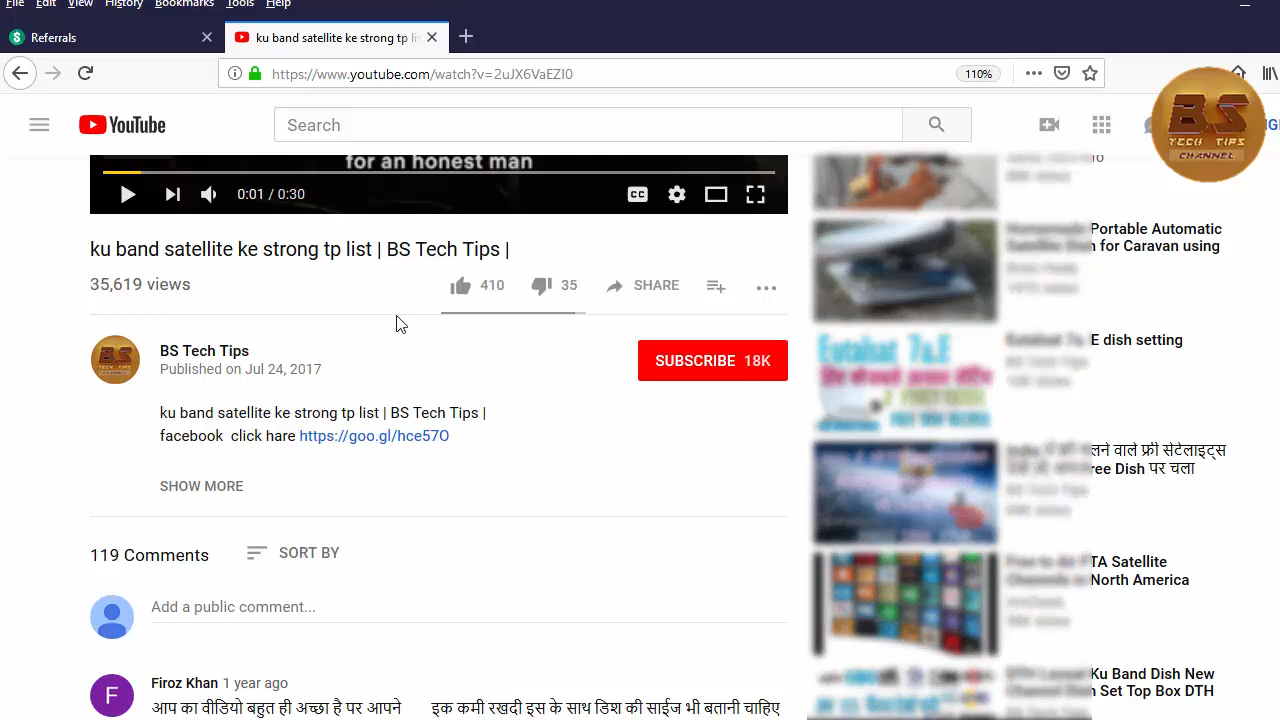 File Edit View History Bookmarks Tools Help
Referrals
ku band satellite ke strong tp lis
https://www.youtube.com/watch?v=2uJX6VaEZI0
110%
YouTube
Search
BS
TECH TIPS
CHANNEL
for an honest man
0:01 / 0:30
CC
ku band satellite ke strong tp list | BS Tech Tips |
35,619 views
410
35
SHARE
BS Tech Tips
Published on Jul 24, 2017
SUBSCRIBE 18K
ku band satellite ke strong tp list | BS Tech Tips |
facebook click hare https://goo.gl/hce57O
SHOW MORE
119 Comments
SORT BY
Add a public comment...
F
Firoz Khan 1 year ago
आप का वीडियो बहुत ही अच्छा है पर आपने इक कमी रखदी इस के साथ डिश की साईज भी बतानी चाहिए
Portable Automatic
for Caravan using
E dish setting
लने वाले फ्री सेटेलाइट्स
ree Dish पर चला
TA Satellite
North America
Ku Band Dish New
Set Top Box DTH